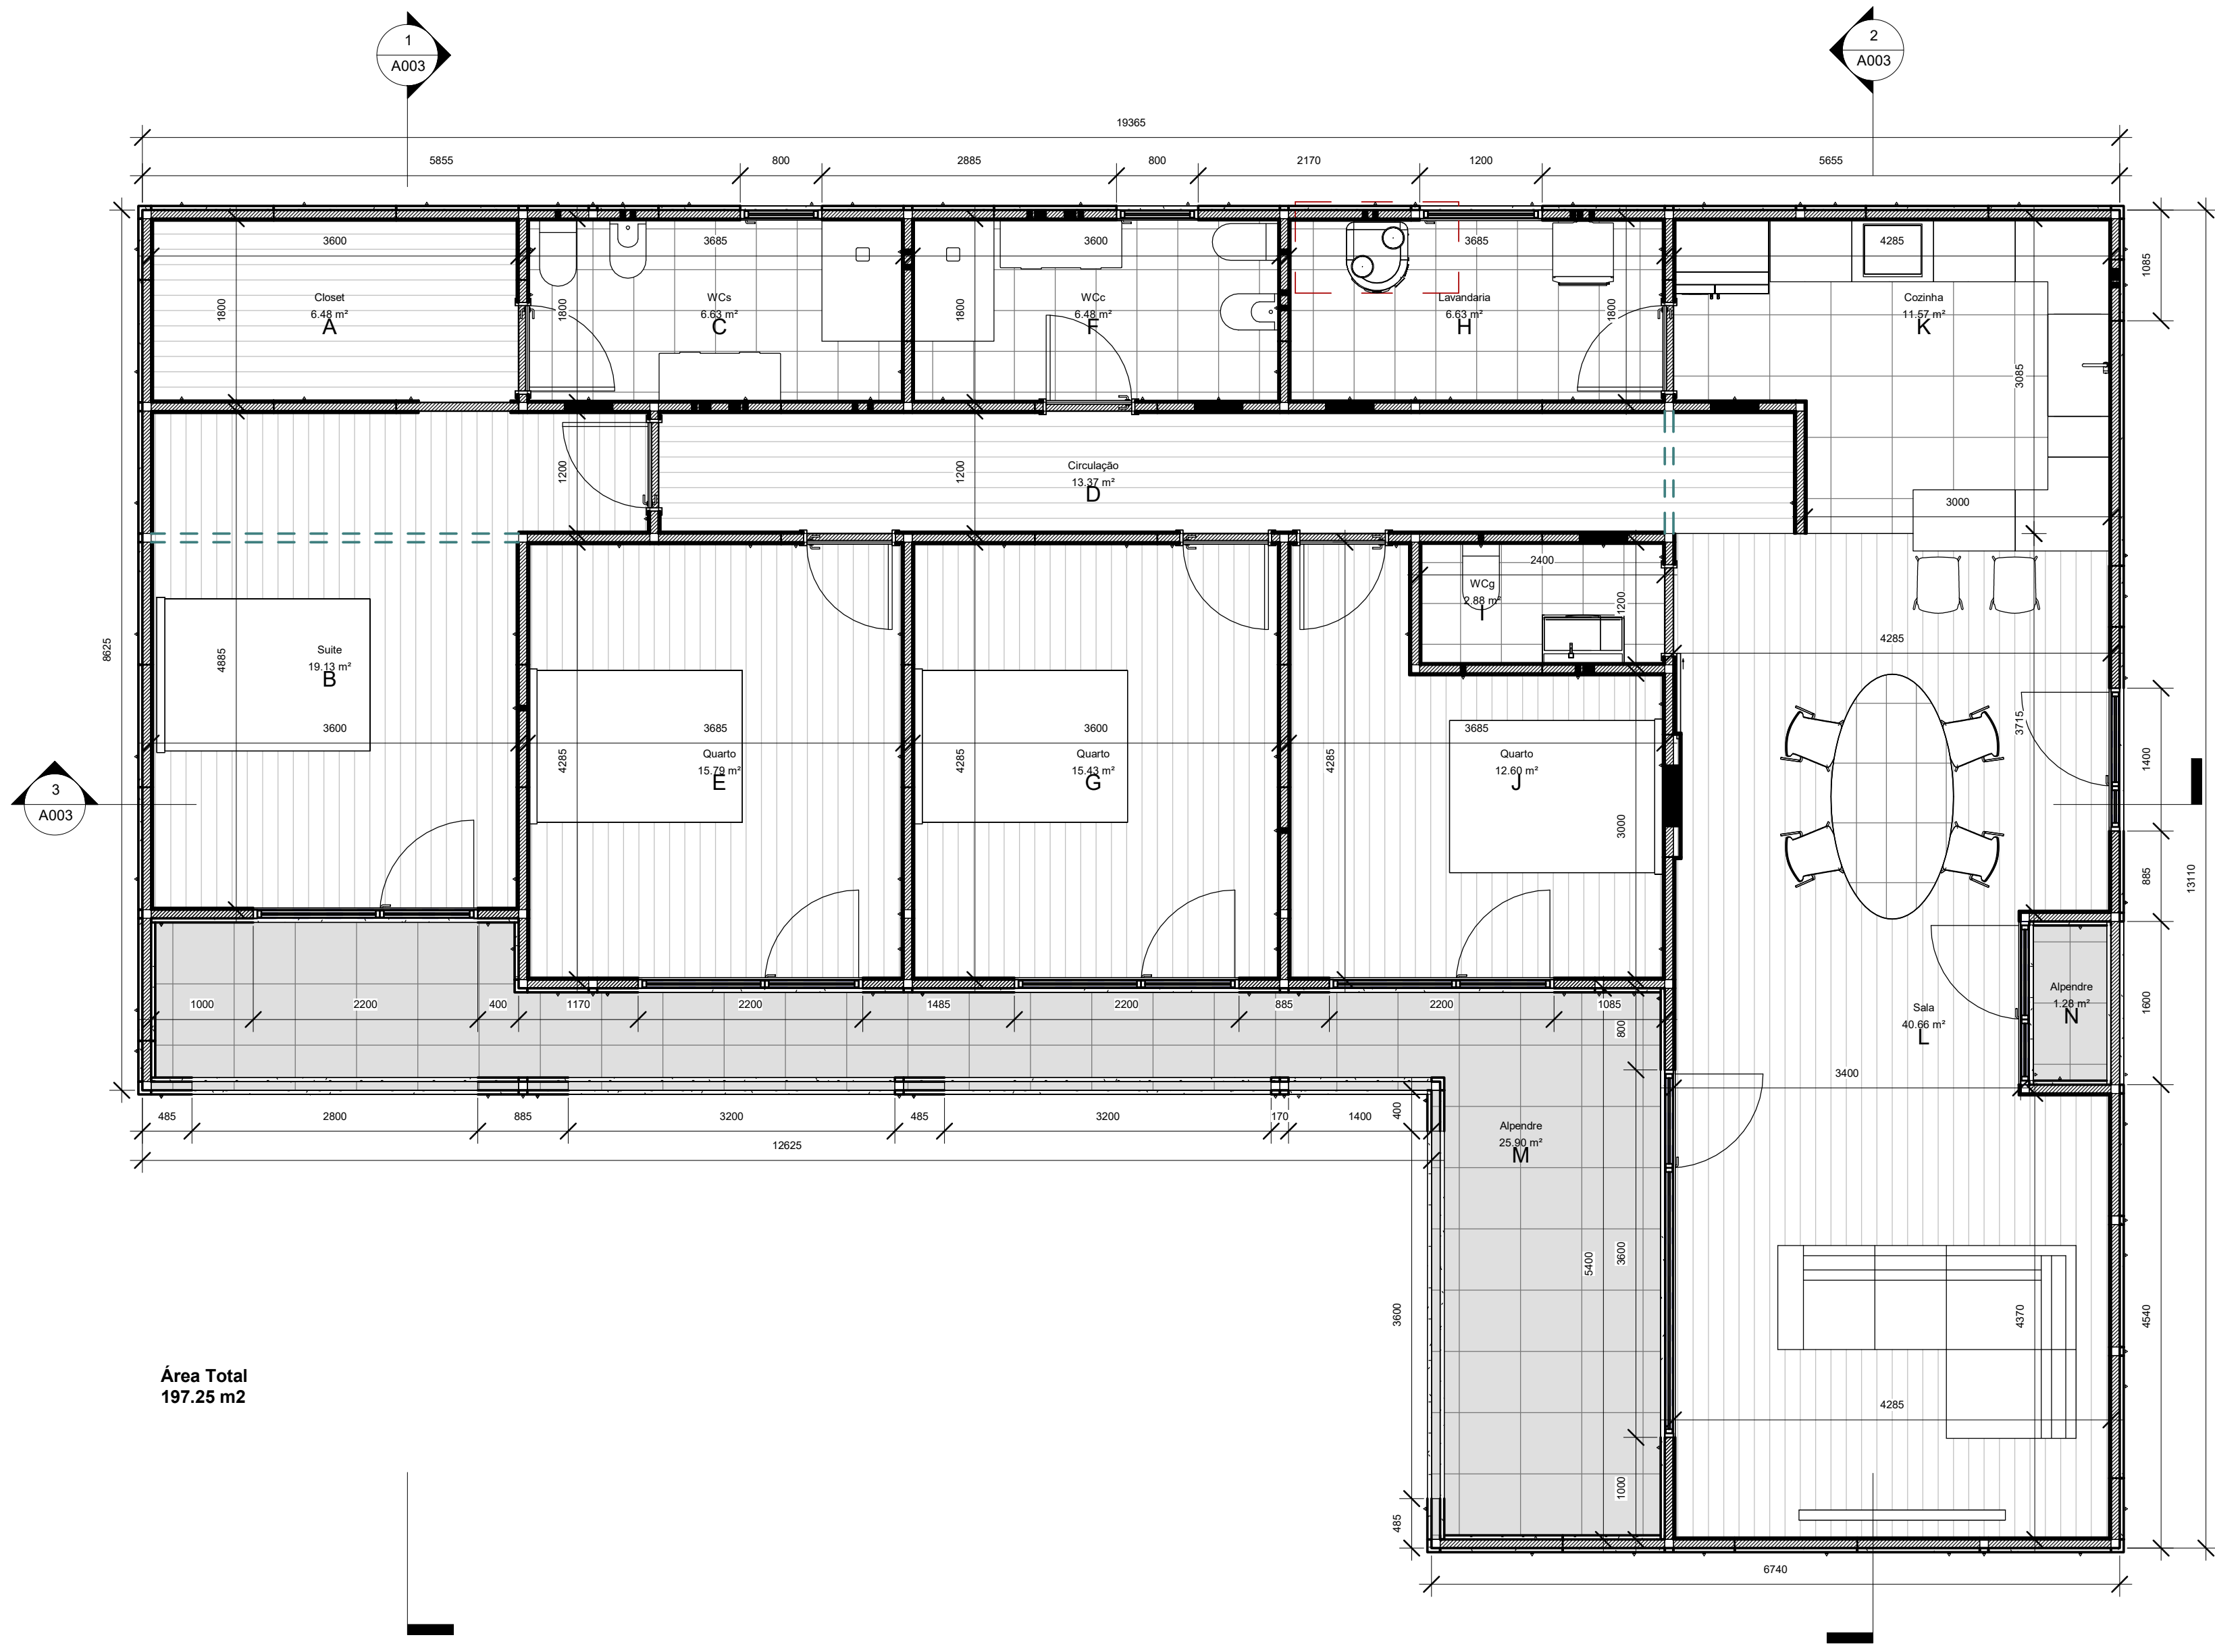 1
A003
2
A003
19365
5855
800
2885
800
2170
1200
5655
3600
3685
3600
3685
4285
1085
Closet
6.48 m²
A
1800
1800
WCs
6.63 m²
C
1800
WCc
6.48 m²
F
Lavandaria
6.63 m²
H
1800
Cozinha
11.57 m²
K
3085
1200
1200
Circulação
13.37 m²
D
3000
2400
WCg
2.88 m²
I
1200
8625
Suite
19.13 m²
B
4885
4285
3600
3685
3600
3685
3715
4285
Quarto
15.79 m²
E
4285
Quarto
15.43 m²
G
4285
Quarto
12.60 m²
J
3000
1400
885
13110
3
A003
1000
2200
400
1170
2200
1485
2200
885
2200
1085
800
Sala
40.66 m²
L
Alpendre
1.28 m²
N
1600
3400
485
2800
885
3200
485
3200
170
1400
400
12625
Alpendre
25.90 m²
M
5400
3600
3600
4370
4540
Área Total
197.25 m2
4285
1000
485
6740